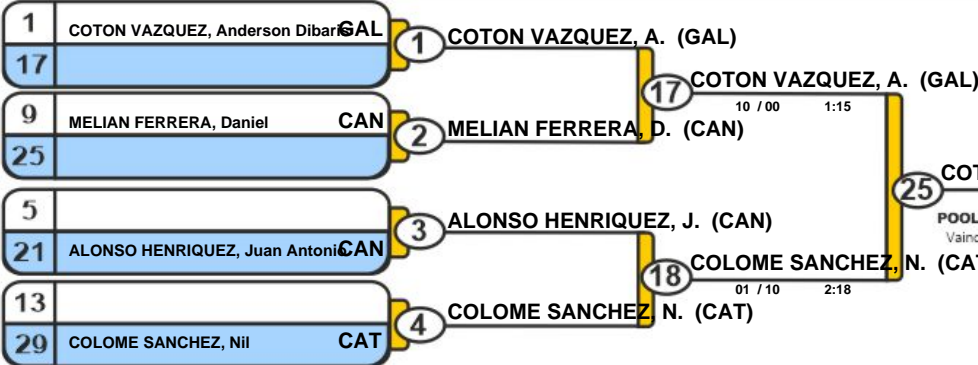 1 COTON VAZQUEZ, Anderson Dibaris GAL
17
9 MELIAN FERRERA, Daniel CAN
25
5
21 ALONSO HENRIQUEZ, Juan Antonio CAN
13
29 COLOME SANCHEZ, Nil CAT
1 COTON VAZQUEZ, A. (GAL)
2 MELIAN FERRERA, D. (CAN)
3 ALONSO HENRIQUEZ, J. (CAN)
4 COLOME SANCHEZ, N. (CAT)
17 COTON VAZQUEZ, A. (GAL)
10 / 00 1:15
18 COLOME SANCHEZ, N. (CAT
01 / 10 2:18
25 COT
POOL
Vainc